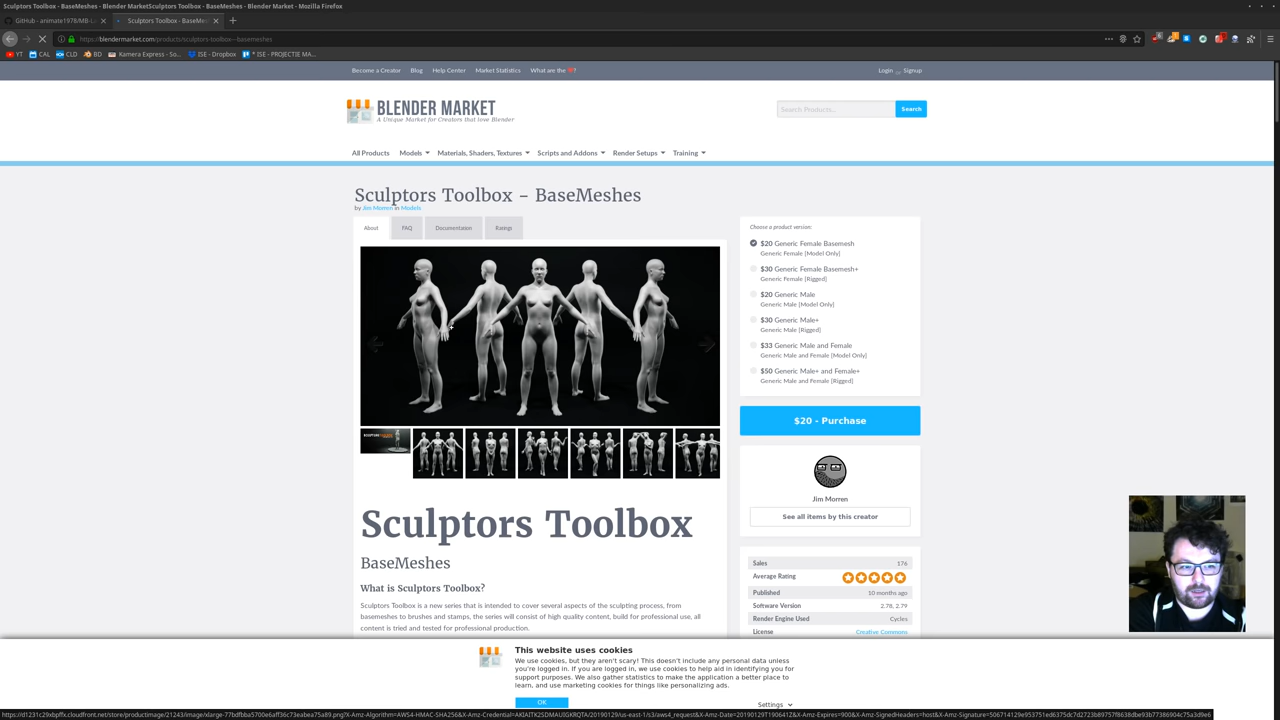 Sculptors Toolbox - BaseMeshes - Blender MarketSculptors Toolbox - BaseMeshes - Blender Market - Mozilla Firefox
GitHub - animate1978/MB-L
Sculptors Toolbox - BaseMesh
https://blendermarket.com/products/sculptors-toolbox---basemeshes
YT CAL CLD BD Kamera Express - So... ISE - Dropbox * ISE - PROJECTIE MA...
Become a Creator Blog Help Center Market Statistics What are the ?
Login or Signup
BLENDER MARKET
A Unique Market for Creators that love Blender
Search Products...
Search
All Products Models Materials, Shaders, Textures Scripts and Addons Render Setups Training
Sculptors Toolbox - BaseMeshes
by Jim Morren in Models
About FAQ Documentation Ratings
Choose a product version:
$20 Generic Female Basemesh
Generic Female [Model Only]
$30 Generic Female Basemesh+
Generic Female [Rigged]
$20 Generic Male
Generic Male [Model Only]
$30 Generic Male+
Generic Male [Rigged]
$33 Generic Male and Female
Generic Male and Female [Model Only]
$50 Generic Male+ and Female+
Generic Male and Female [Rigged]
$20 - Purchase
Jim Morren
See all items by this creator
Sculptors Toolbox
BaseMeshes
What is Sculptors Toolbox?
Sculptors Toolbox is a new series that is intended to cover several aspects of the sculpting process, from
basemeshes to brushes and stamps, the series will consist of high quality content, build for professional use, all
content is tried and tested for professional production.
Sales 176
Average Rating
Published 10 months ago
Software Version 2.78, 2.79
Render Engine Used Cycles
License Creative Commons
This website uses cookies
We use cookies, but they aren't scary! This doesn't include any personal data unless
you're logged in. If you are logged in, we use cookies to help aid in identifying you for
support purposes. We also gather statistics to make the application a better place to
learn, and use marketing cookies for things like personalizing ads.
OK
Settings